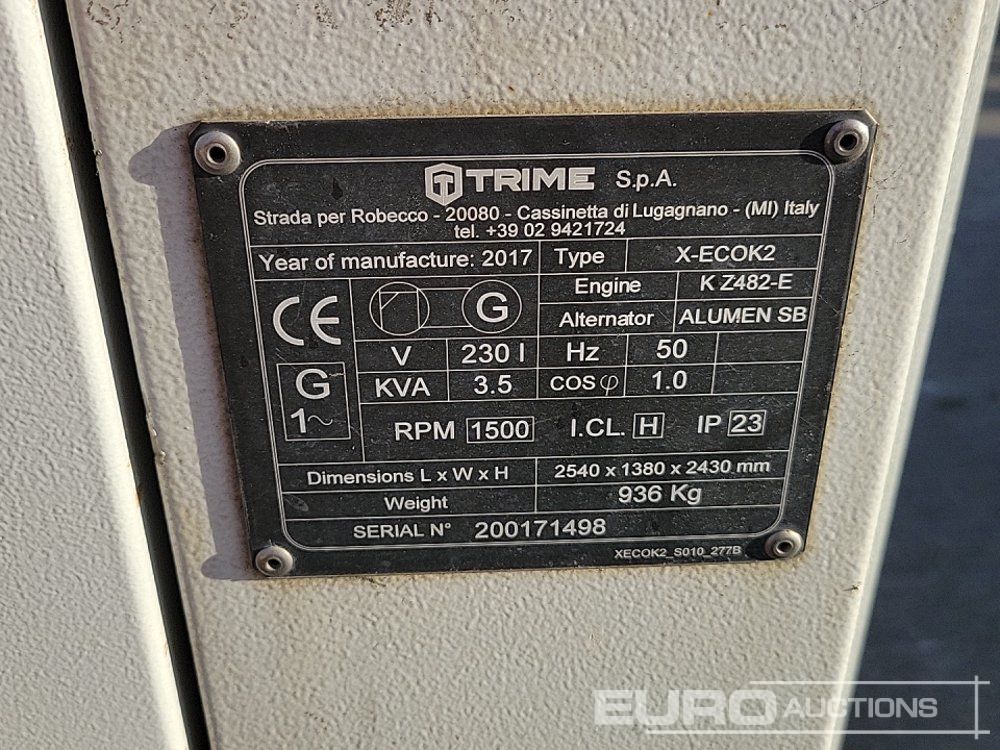 TRIME S.p.A.
Strada per Robecco - 20080 - Cassinetta di Lugagnano - (MI) Italy
tel. +39 02 9421724
Year of manufacture: 2017 Type X-ECOK2
Engine K Z482-E
CE G Alternator ALUMEN SB
V 230 I Hz 50
G KVA 3.5 COS φ 1.0
1~ RPM 1500 I.CL. H IP 23
Dimensions L x W x H 2540 x 1380 x 2430 mm
Weight 936 Kg
SERIAL N° 200171498
XECOK2_S010_277B
EURO AUCTIONS